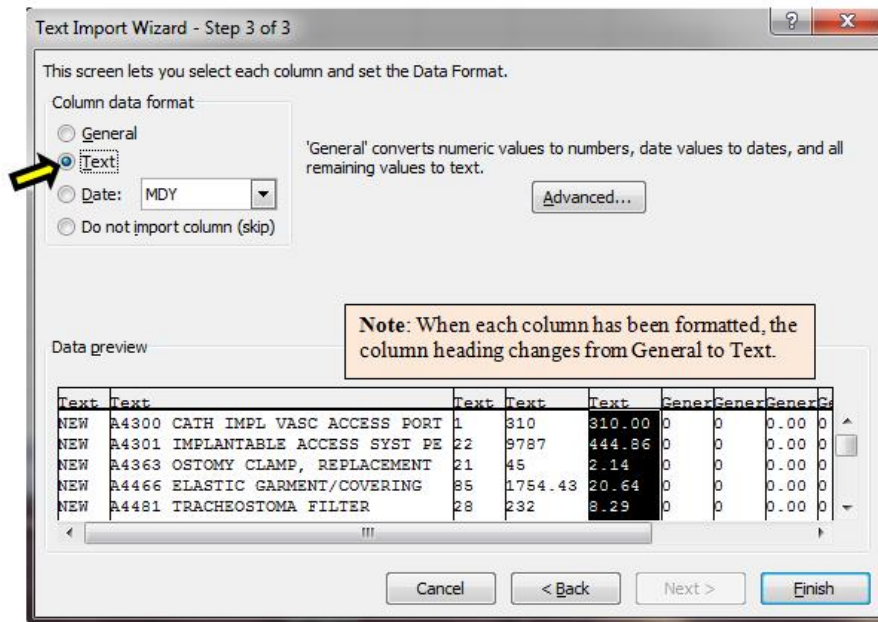 Text Import Wizard - Step 3 of 3
This screen lets you select each column and set the Data Format.
Column data format
General
Text
Date: MDY
Do not import column (skip)
'General' converts numeric values to numbers, date values to dates, and all
remaining values to text.
Advanced...
Note: When each column has been formatted, the
column heading changes from General to Text.
Data preview
Text Text Text Text Text Gener Gener Gener Ge
NEW A4300 CATH IMPL VASC ACCESS PORT 1 310 310.00 0 0 0.00 0
NEW A4301 IMPLANTABLE ACCESS SYST PE 22 9787 444.86 0 0 0.00 0
NEW A4363 OSTOMY CLAMP, REPLACEMENT 21 45 2.14 0 0 0.00 0
NEW A4466 ELASTIC GARMENT/COVERING 85 1754.43 20.64 0 0 0.00 0
NEW A4481 TRACHEOSTOMA FILTER 28 232 8.29 0 0 0.00 0
Cancel < Back Next > Finish